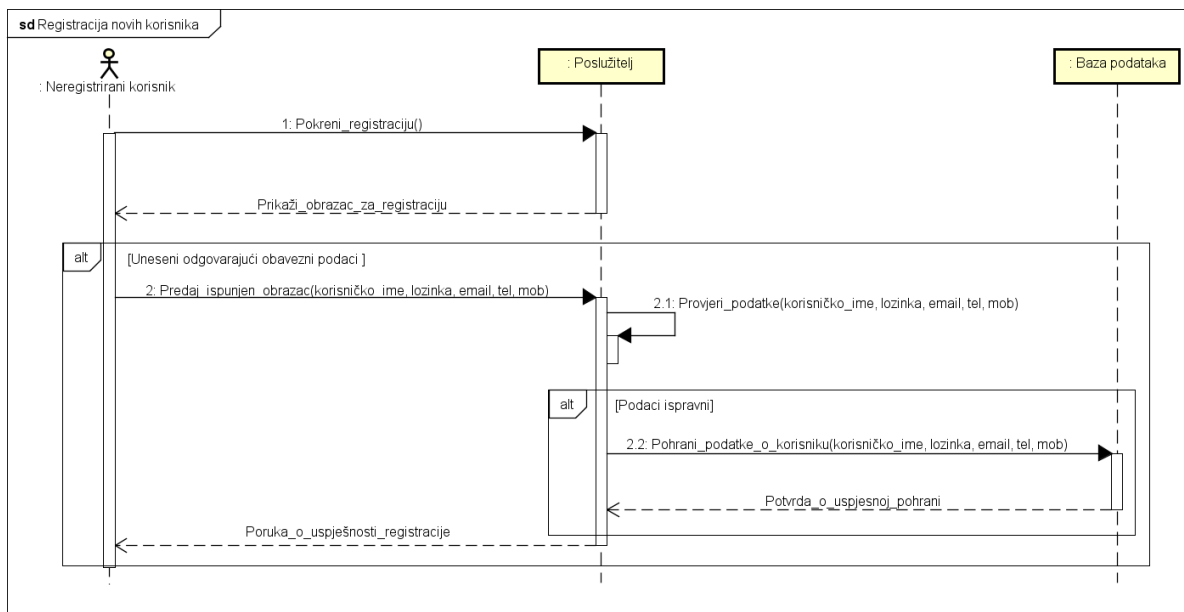 sd Registracija novih korisnika
: Neregistrirani korisnik
: Poslužitelj
: Baza podataka
1: Pokreni_registraciju()
Prikaži_obrazac_za_registraciju
alt
[Uneseni odgovarajući obavezni podaci ]
2: Predaj_ispunjen_obrazac(korisničko_ime, lozinka, email, tel, mob)
2.1: Provjeri_podatke(korisničko_ime, lozinka, email, tel, mob)
alt
[Podaci ispravni]
2.2: Pohrani_podatke_o_korisniku(korisničko_ime, lozinka, email, tel, mob)
Potvrda_o_uspjesnoj_pohrani
Poruka_o_uspješnosti_registracije